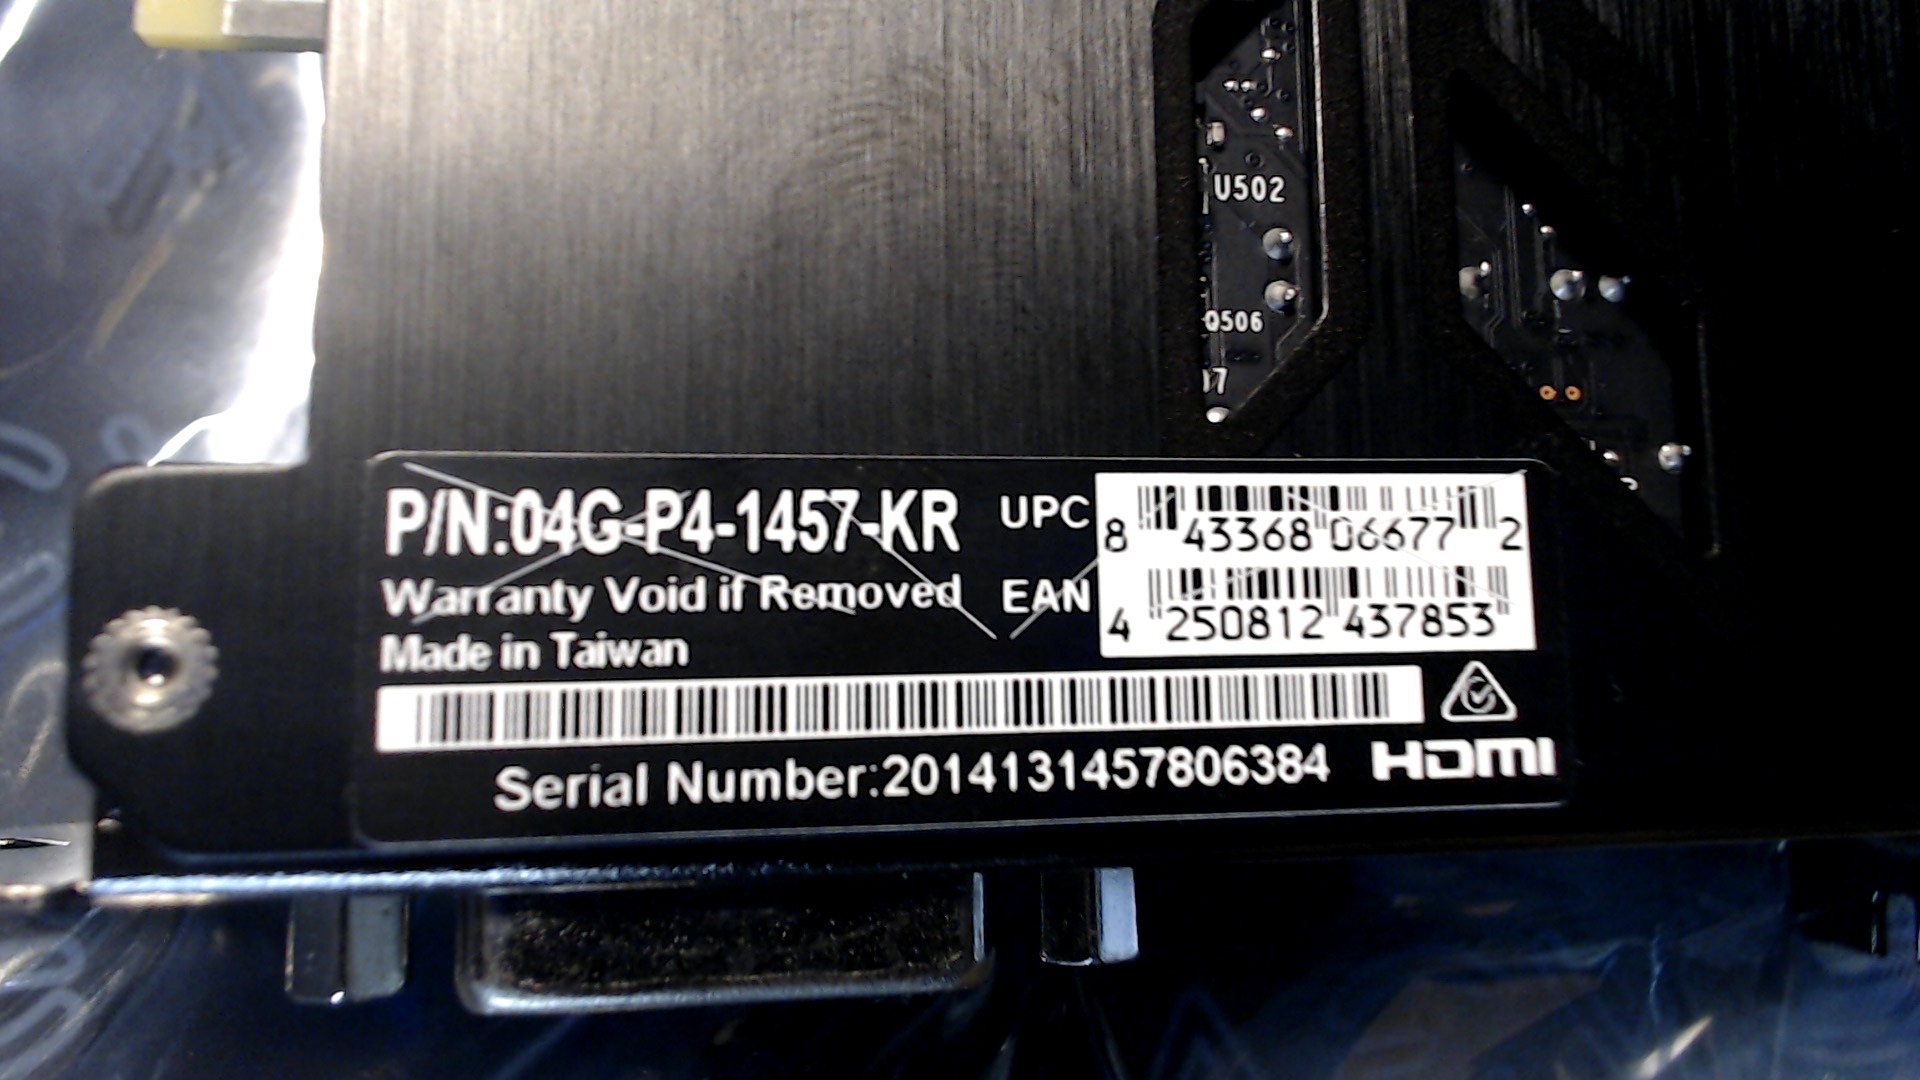 U502
Q506
P/N:04G-P4-1457-KR
UPC
8 43368 06677 2
Warranty Void if Removed
EAN
4 250812 437853
Made in Taiwan
Serial Number:2014131457806384
HDMI